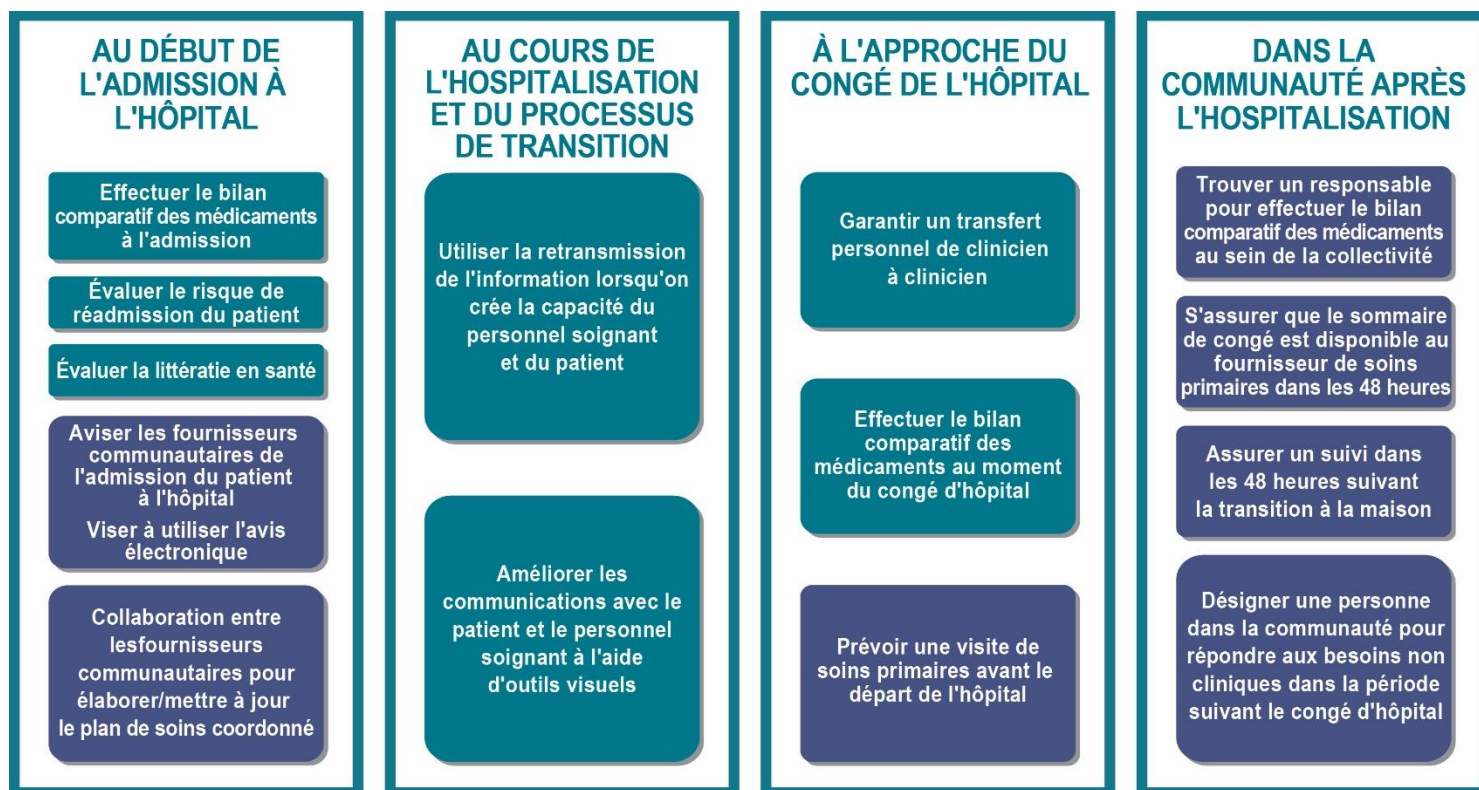 AU DÉBUT DE
L'ADMISSION À
L'HÔPITAL
Effectuer le bilan
comparatif des médicaments
à l'admission
Évaluer le risque de
réadmission du patient
Évaluer la littératie en santé
Aviser les fournisseurs
communautaires de
l'admission du patient
à l'hôpital
Viser à utiliser l'avis
électronique
Collaboration entre
lesfournisseurs
communautaires pour
élaborer/mettre à jour
le plan de soins coordonné
AU COURS DE
L'HOSPITALISATION
ET DU PROCESSUS
DE TRANSITION
Utiliser la retransmission
de l'information lorsqu'on
crée la capacité du
personnel soignant
et du patient
Améliorer les
communications avec le
patient et le personnel
soignant à l'aide
d'outils visuels
À L'APPROCHE DU
CONGÉ DE L'HÔPITAL
Garantir un transfert
personnel de clinicien
à clinicien
Effectuer le bilan
comparatif des
médicaments au moment
du congé d'hôpital
Prévoir une visite de
soins primaires avant le
départ de l'hôpital
DANS LA
COMMUNAUTÉ APRÈS
L'HOSPITALISATION
Trouver un responsable
pour effectuer le bilan
comparatif des médicaments
au sein de la collectivité
S'assurer que le sommaire
de congé est disponible au
fournisseur de soins
primaires dans les 48 heures
Assurer un suivi dans
les 48 heures suivant
la transition à la maison
Désigner une personne
dans la communauté pour
répondre aux besoins non
cliniques dans la période
suivant le congé d'hôpital